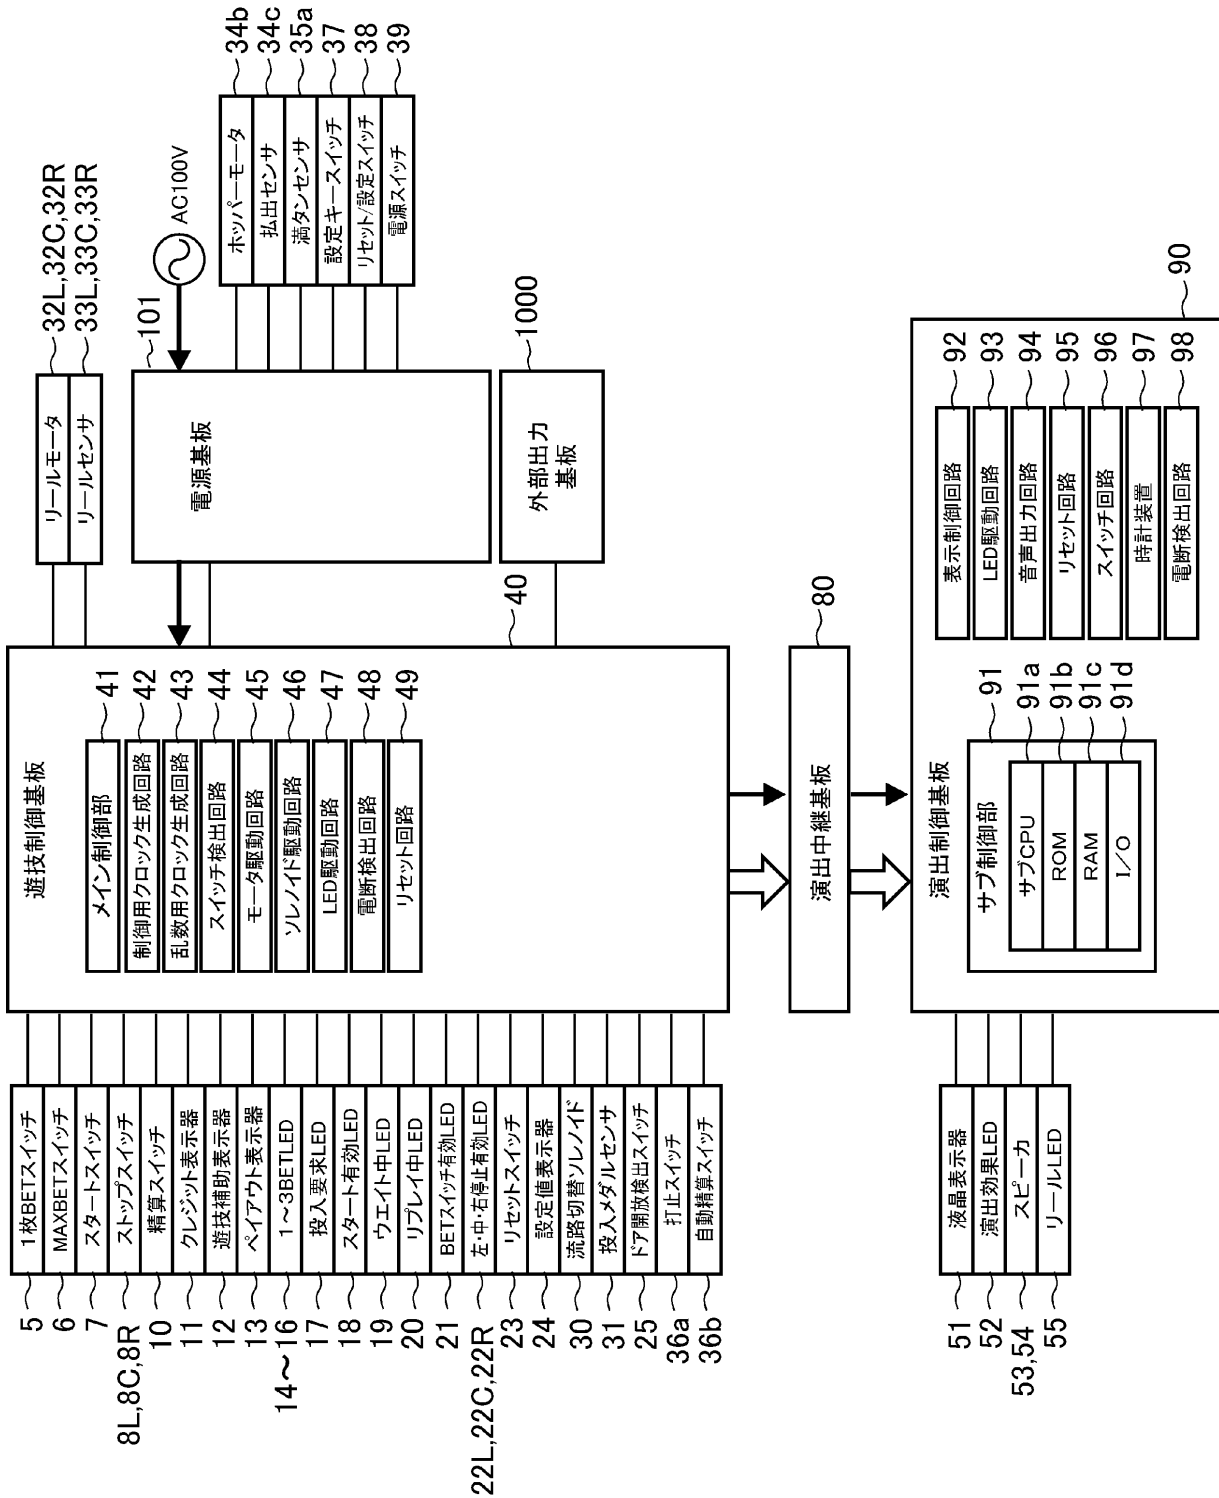 1枚BETスイッチ
5
MAXBETスイッチ
6
スタートスイッチ
7
ストップスイッチ
8L,8C,8R
精算スイッチ
10
クレジット表示器
11
遊技補助表示器
12
ペイアウト表示器
13
1～3BETLED
14～16
投入要求LED
17
スタート有効LED
18
ウエイト中LED
19
リプレイ中LED
20
BETスイッチ有効LED
21
左・中・右停止有効LED
22L,22C,22R
リセットスイッチ
23
設定値表示器
24
流路切替ソレノイド
30
投入メダルセンサ
31
ドア開放検出スイッチ
25
打止スイッチ
36a
自動精算スイッチ
36b
遊技制御基板
40
メイン制御部
41
制御用クロック生成回路
42
乱数用クロック生成回路
43
スイッチ検出回路
44
モータ駆動回路
45
ソレノイド駆動回路
46
LED駆動回路
47
電断検出回路
48
リセット回路
49
リールモータ
32L,32C,32R
リールセンサ
33L,33C,33R
電源基板
101
AC100V
ホッパーモータ
34b
払出センサ
34c
満タンセンサ
35a
設定キースイッチ
37
リセット/設定スイッチ
38
電源スイッチ
39
外部出力
基板
1000
演出中継基板
80
演出制御基板
90
サブ制御部
91
サブCPU
91a
ROM
91b
RAM
91c
I/O
91d
表示制御回路
92
LED駆動回路
93
音声出力回路
94
リセット回路
95
スイッチ回路
96
時計装置
97
電断検出回路
98
液晶表示器
51
演出効果LED
52
スピーカ
53,54
リールLED
55